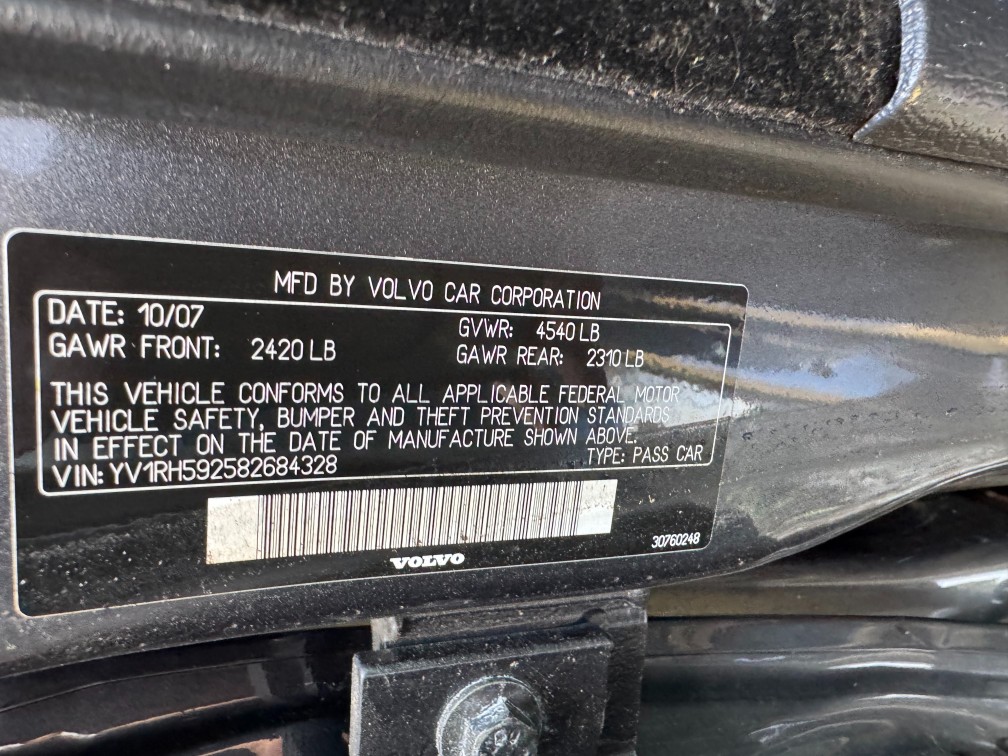 MFD BY VOLVO CAR CORPORATION
DATE: 10/07 GVWR: 4540 LB
GAWR FRONT: 2420 LB GAWR REAR: 2310 LB
THIS VEHICLE CONFORMS TO ALL APPLICABLE FEDERAL MOTOR
VEHICLE SAFETY, BUMPER AND THEFT PREVENTION STANDARDS
IN EFFECT ON THE DATE OF MANUFACTURE SHOWN ABOVE.
VIN: YV1RH592582684328 TYPE: PASS CAR
VOLVO
30760248